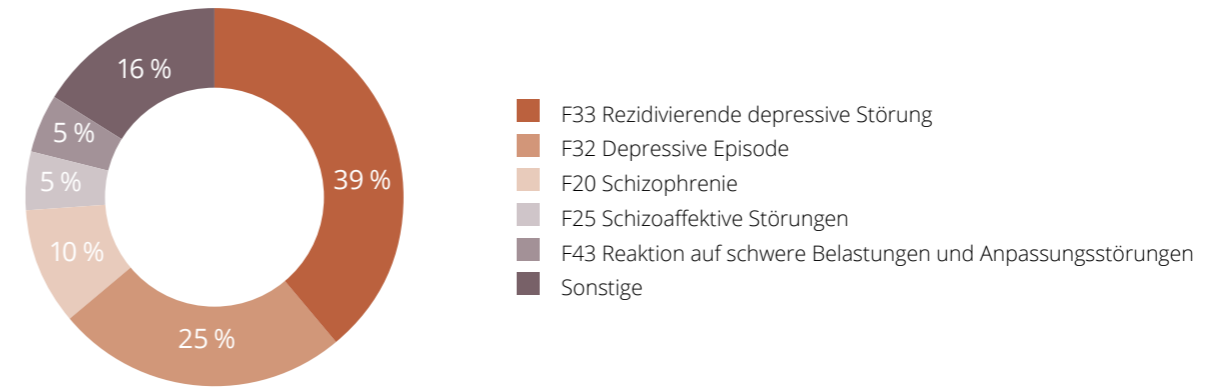 16 %
5 %
5 %
39 %
10 %
25 %
F33 Rezidivierende depressive Störung
F32 Depressive Episode
F20 Schizophrenie
F25 Schizoaffektive Störungen
F43 Reaktion auf schwere Belastungen und Anpassungsstörungen
Sonstige